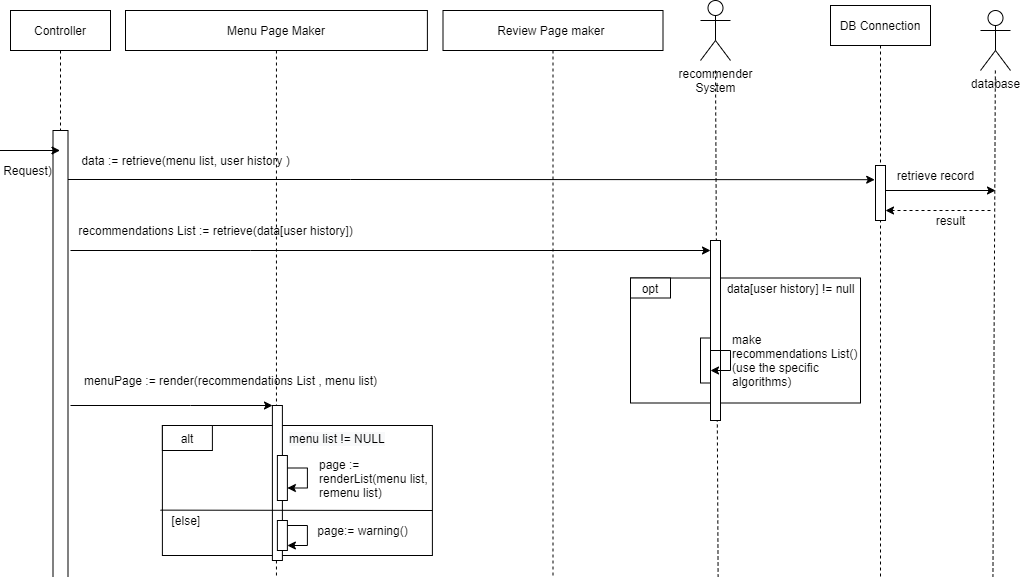 Controller
Menu Page Maker
Review Page maker
recommender
System
DB Connection
database
Request)
data := retrieve(menu list, user history )
retrieve record
result
recommendations List := retrieve(data[user history])
opt
data[user history] != null
make
recommendations List()
(use the specific
algorithms)
menuPage := render(recommendations List , menu list)
alt
menu list != NULL
page :=
renderList(menu list,
remenu list)
[else]
page:= warning()